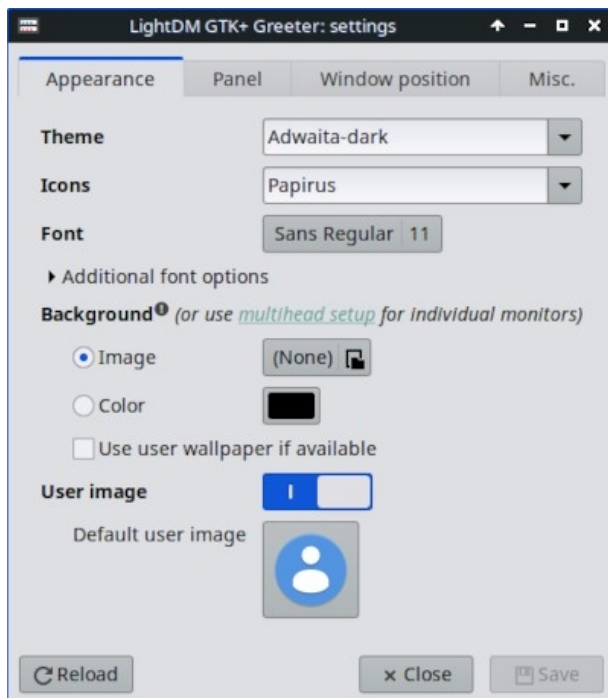 LightDM GTK+ Greeter: settings
Appearance Panel Window position Misc.
Theme Adwaita-dark
Icons Papirus
Font Sans Regular 11
Additional font options
Background (or use multihead setup for individual monitors)
Image (None)
Color
Use user wallpaper if available
User image
Default user image
Reload Close Save